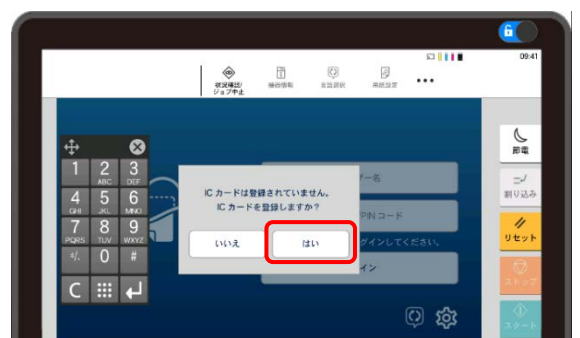 09:41
状況確認/
ジョブ中止
機器情報
言語選択
用紙設定
節電
割り込み
リセット
ストップ
スタート
1
2 ABC
3 DEF
4 GHI
5 JKL
6 MNO
7 PQRS
8 TUV
9 WXYZ
*/.
0
#
C
ICカードは登録されていません。
ICカードを登録しますか？
いいえ
はい
ザー名
PINコード
グインしてください。
イン